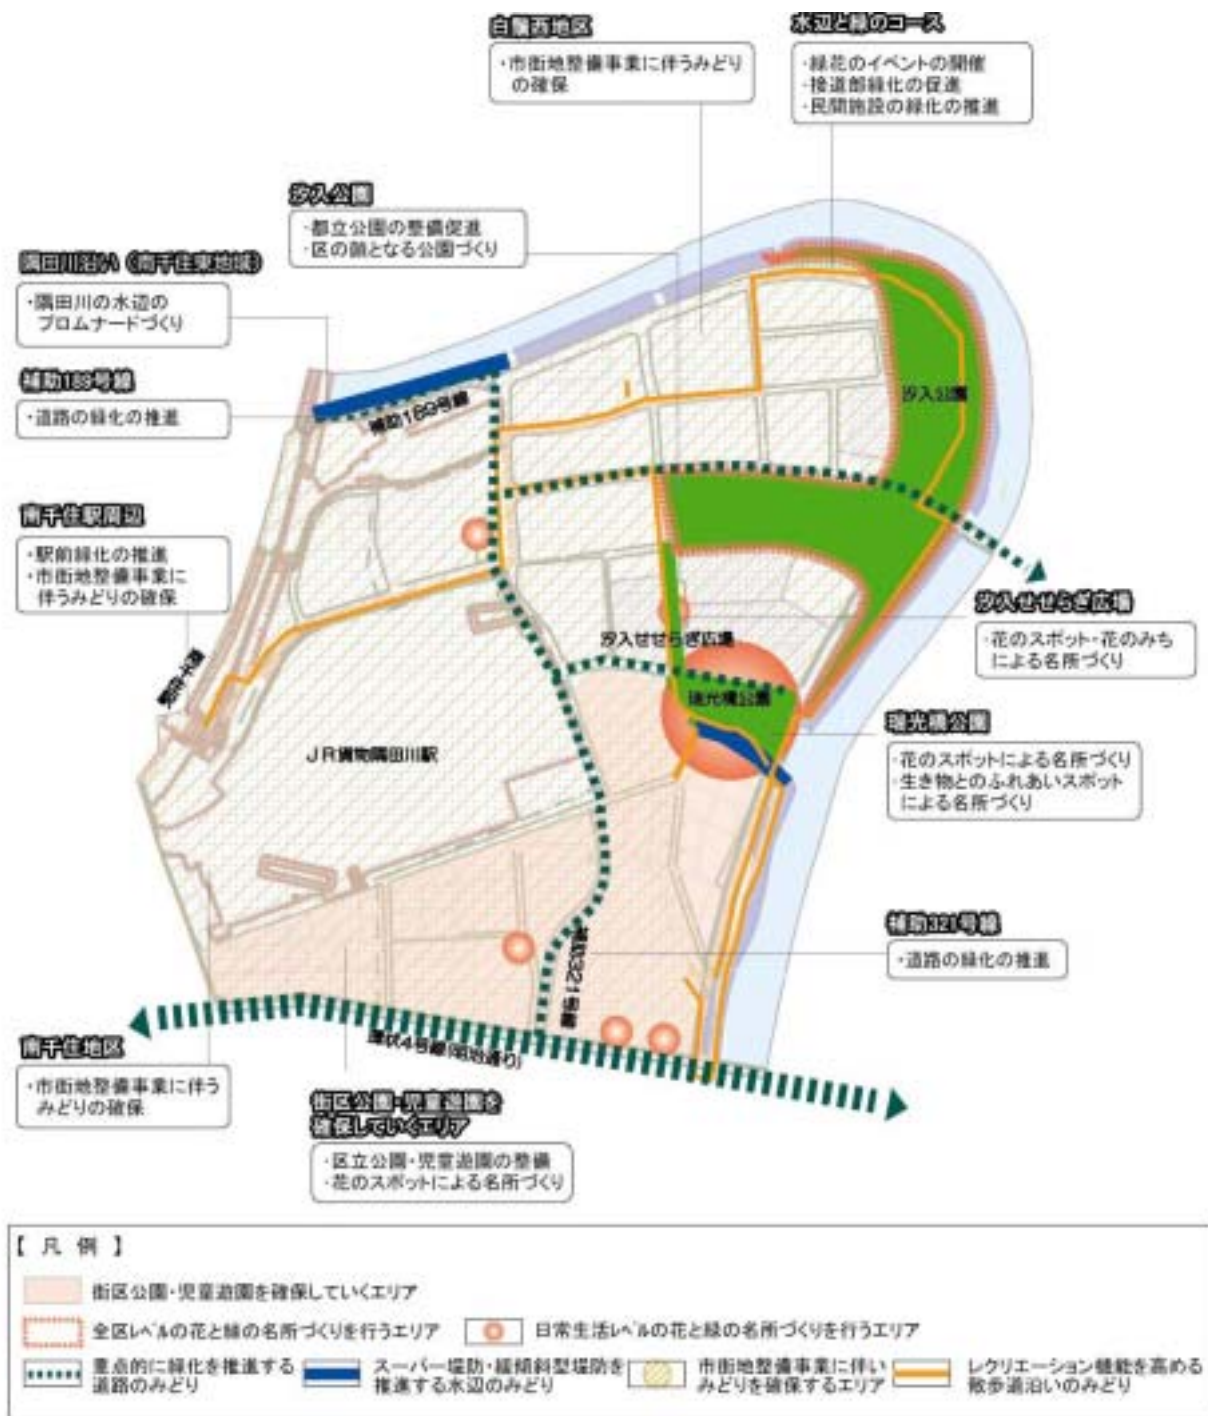 白鬚西地区
・市街地整備事業に伴うみどり
の確保
水辺と緑のコース
・緑花のイベントの開催
・接道部緑化の促進
・民間施設の緑化の推進
汐入公園
・都立公園の整備促進
・区の顔となる公園づくり
隅田川沿い(南千住東地域)
・隅田川の水辺の
プロムナードづくり
補助189号線
・道路の緑化の推進
補助189号線
汐入公園
南千住駅周辺
・駅前緑化の推進
・市街地整備事業に
伴うみどりの確保
汐入せせらぎ広場
・花のスポット・花のみち
による名所づくり
汐入せせらぎ広場
瑞光橋公園
瑞光橋公園
・花のスポットによる名所づくり
・生き物とのふれあいスポット
による名所づくり
JR貨物隅田川駅
補助321号線
・道路の緑化の推進
補助321号線
環状4号線(明治通り)
南千住地区
・市街地整備事業に伴う
みどりの確保
街区公園・児童遊園を
確保していくエリア
・区立公園・児童遊園の整備
・花のスポットによる名所づくり
【 凡 例 】
街区公園・児童遊園を確保していくエリア
全区レベルの花と緑の名所づくりを行うエリア
日常生活レベルの花と緑の名所づくりを行うエリア
重点的に緑化を推進する
道路のみどり
スーパー堤防・緩傾斜型堤防を
推進する水辺のみどり
市街地整備事業に伴い
みどりを確保するエリア
レクリエーション機能を高める
散歩道沿いのみどり